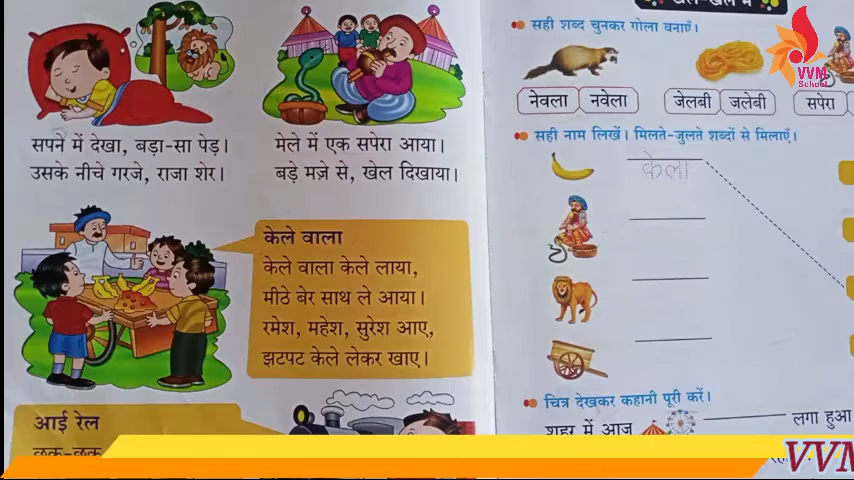 सपने में देखा, बड़ा-सा पेड़।
उसके नीचे गरजे, राजा शेर।
मेले में एक सपेरा आया।
बड़े मज़े से, खेल दिखाया।
केले वाला
केले वाला केले लाया,
मीठे बेर साथ ले आया।
रमेश, महेश, सुरेश आए,
झटपट केले लेकर खाए।
आई रेल
छुक-छुक
सही शब्द चुनकर गोला बनाएँ।
नेवला नवेला
जेलबी जलेबी
सपेरा
सही नाम लिखें। मिलते-जुलते शब्दों से मिलाएँ।
केला
चित्र देखकर कहानी पूरी करें।
शहर में आज
लगा हुआ
VVM
School
VVM